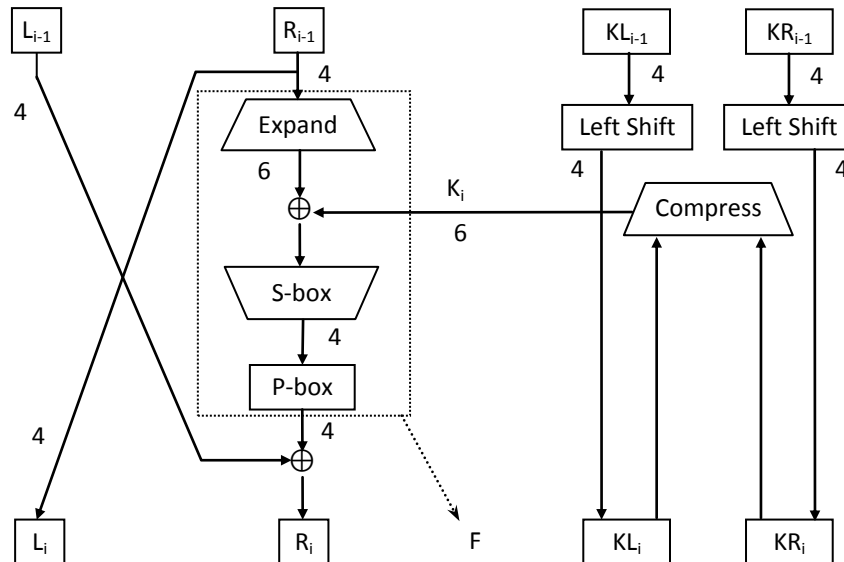 L_{i-1} R_{i-1} KL_{i-1} KR_{i-1}
4 4 4 4
Expand Left Shift Left Shift
6 4 4
K_i Compress
6
S-box
4
P-box
4 4
L_i R_i F KL_i KR_i